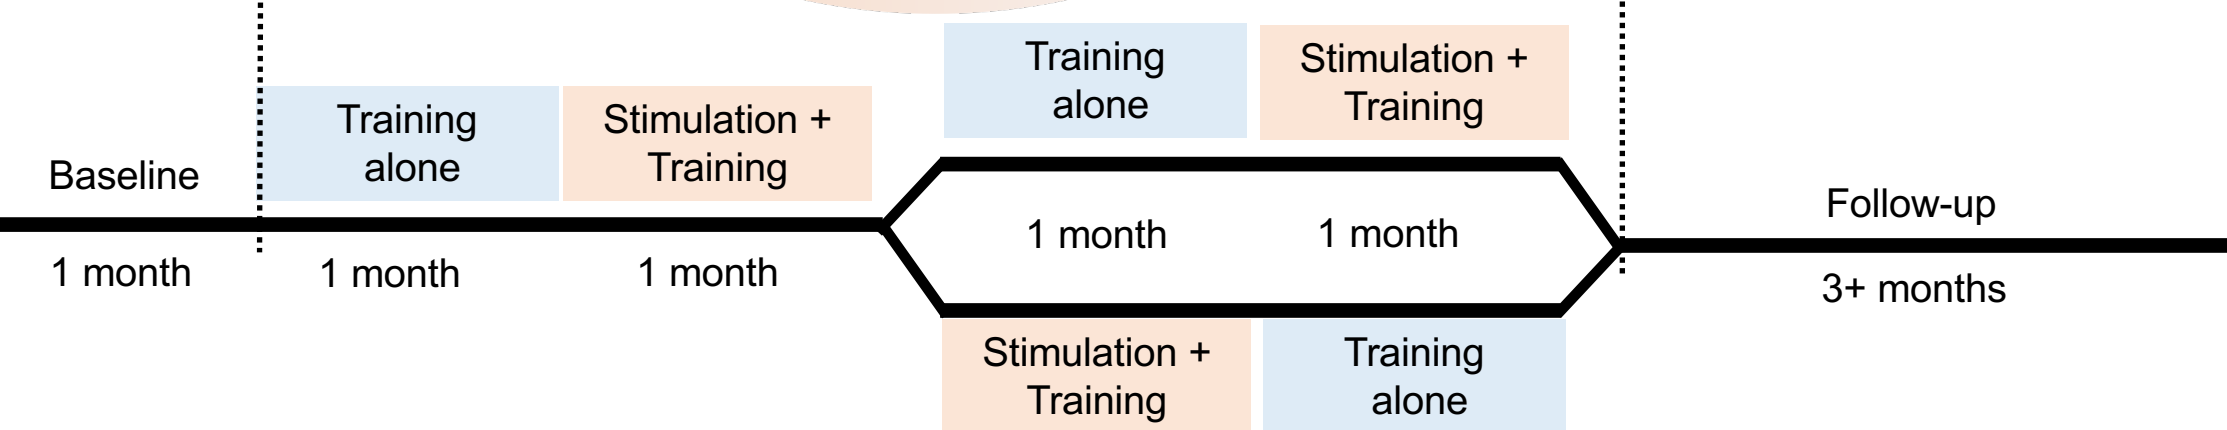 Baseline
1 month
Training
alone
1 month
Stimulation +
Training
1 month
Training
alone
Stimulation +
Training
1 month
1 month
Stimulation +
Training
Training
alone
Follow-up
3+ months